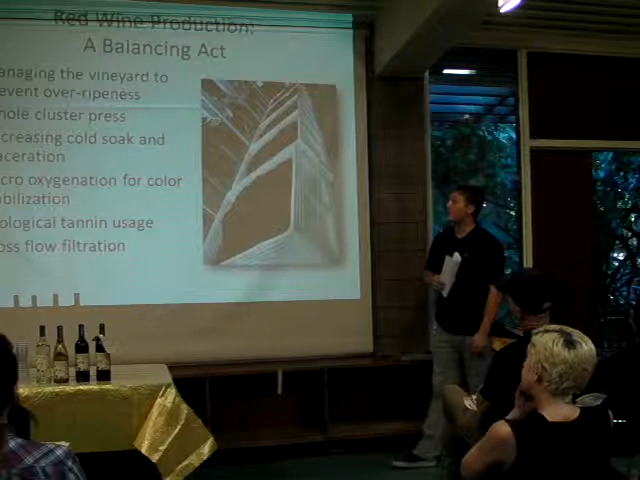 Red Wine Production:
A Balancing Act
anaging the vineyard to
event over-ripeness
hole cluster press
creasing cold soak and
aceration
cro oxygenation for color
abilization
ological tannin usage
oss flow filtration